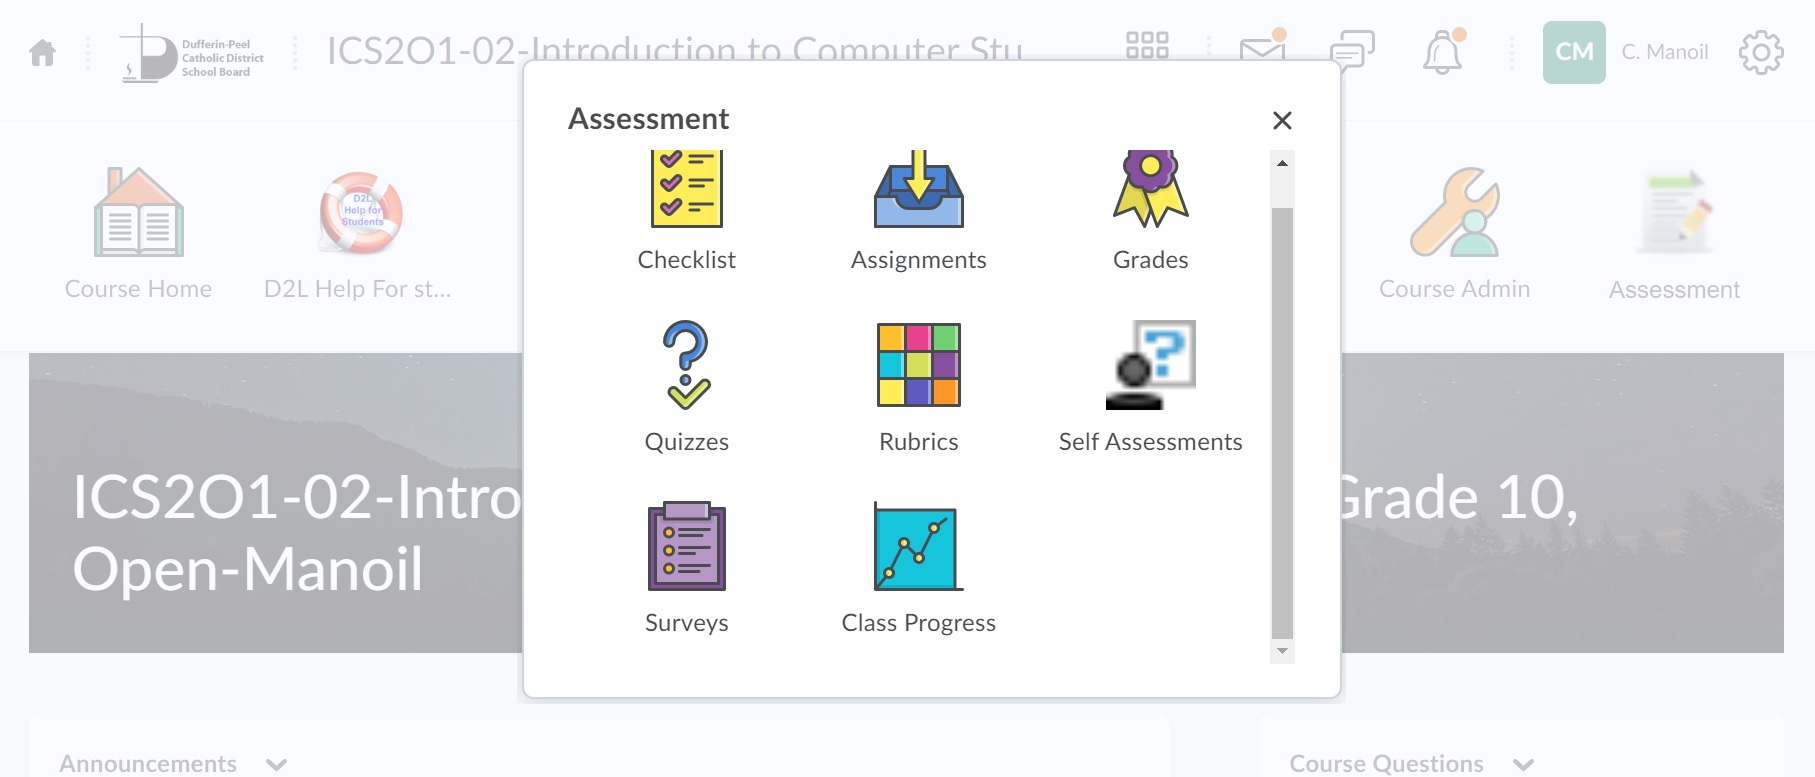 Dufferin-Peel
Catholic District
School Board
ICS2O1-02-Introduction to Computer Stu
CM
C. Manoil
Course Home
D2L
Help for
Students
D2L Help For st...
Course Admin
Assessment
Assessment
Checklist
Assignments
Grades
Quizzes
Rubrics
Self Assessments
Surveys
Class Progress
ICS2O1-02-Intro
Grade 10,
Open-Manoil
Announcements
Course Questions